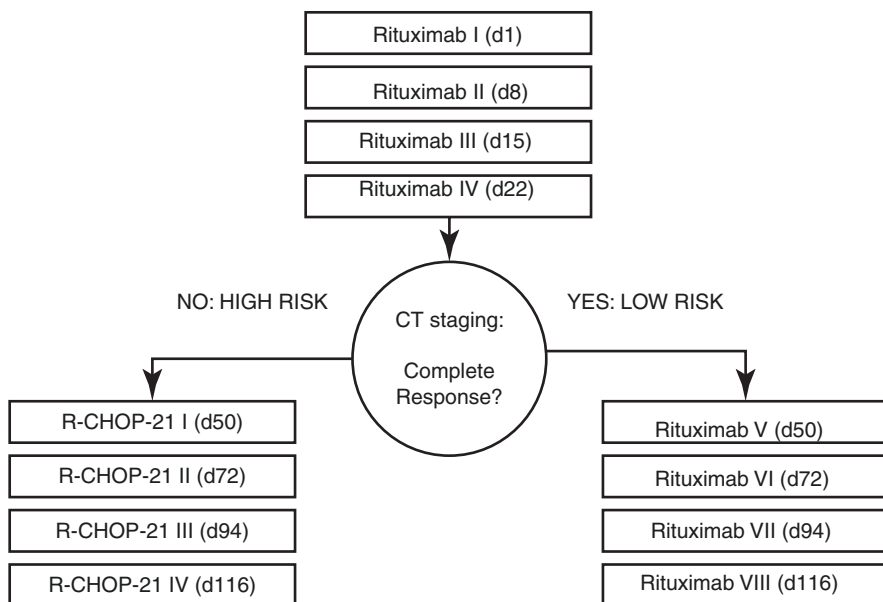 Rituximab I (d1)
Rituximab II (d8)
Rituximab III (d15)
Rituximab IV (d22)
NO: HIGH RISK
YES: LOW RISK
CT staging:
Complete
Response?
R-CHOP-21 I (d50)
R-CHOP-21 II (d72)
R-CHOP-21 III (d94)
R-CHOP-21 IV (d116)
Rituximab V (d50)
Rituximab VI (d72)
Rituximab VII (d94)
Rituximab VIII (d116)